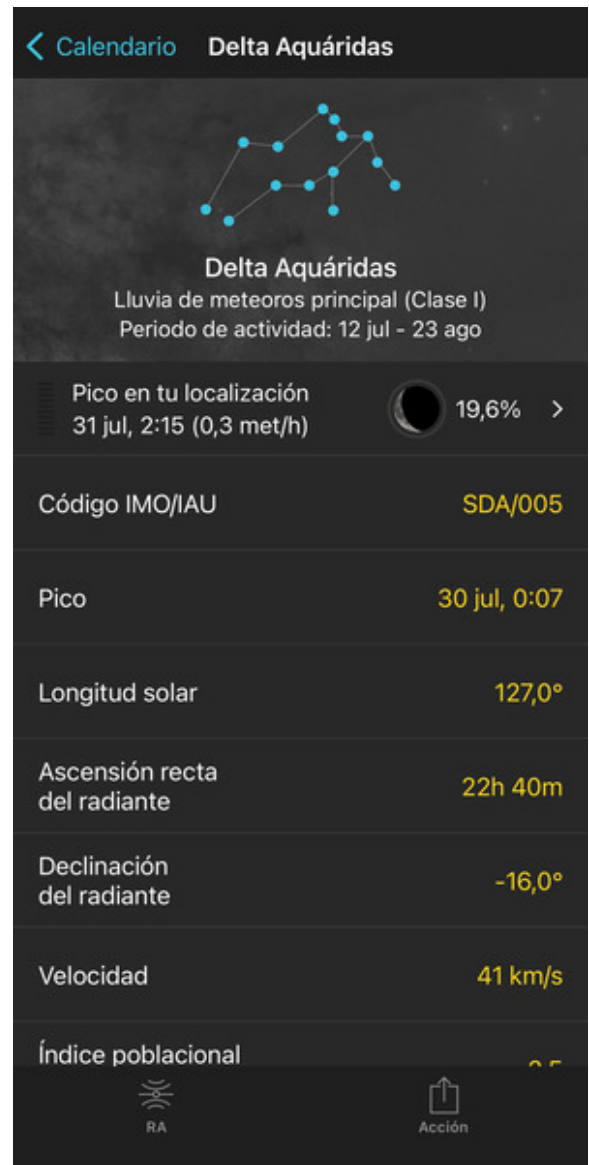 Calendario Delta Aquáridas
Delta Aquáridas
Lluvia de meteoros principal (Clase I)
Periodo de actividad: 12 jul - 23 ago
Pico en tu localización
31 jul, 2:15 (0,3 met/h)
19,6%
Código IMO/IAU SDA/005
Pico 30 jul, 0:07
Longitud solar 127,0°
Ascensión recta
del radiante
22h 40m
Declinación
del radiante
-16,0°
Velocidad 41 km/s
Índice poblacional
RA Acción